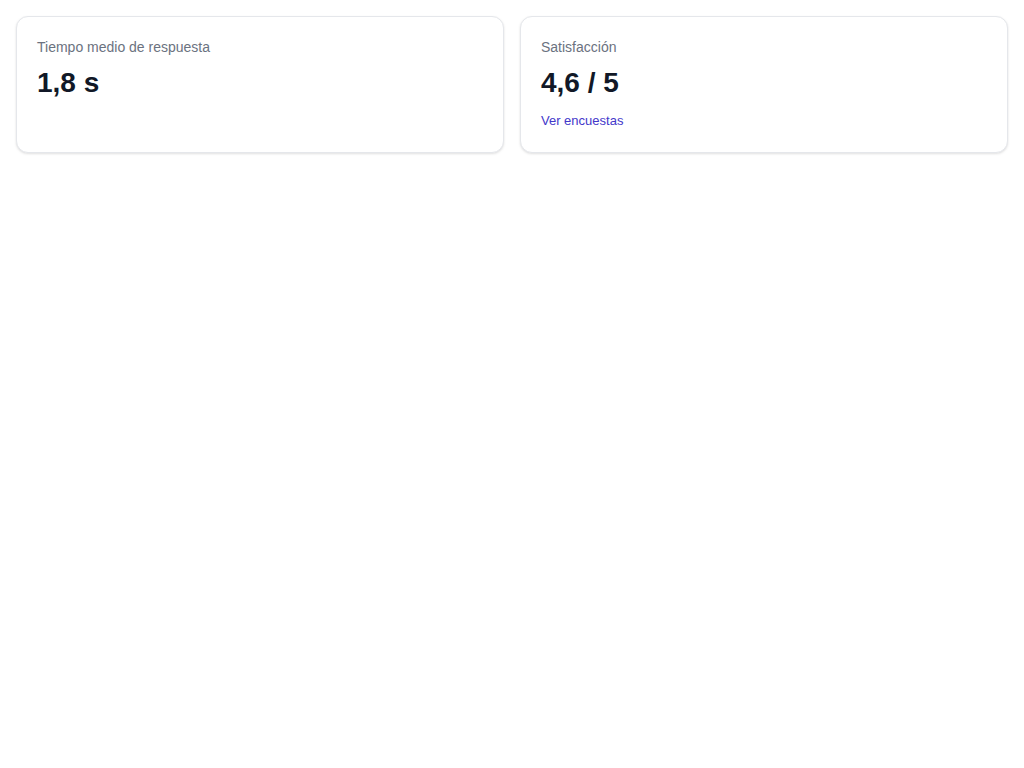 Tiempo medio de respuesta
1,8 s
Satisfacción
4,6 / 5
Ver encuestas